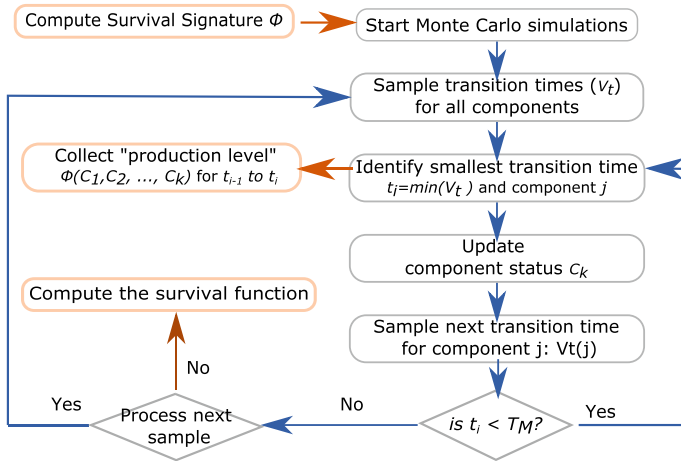 Compute Survival Signature Φ
Start Monte Carlo simulations
Sample transition times (Vt)
for all components
Collect "production level"
Φ(C1,C2, ..., Ck) for ti-1 to ti
Identify smallest transition time
ti=min(Vt ) and component j
Update
component status Ck
Compute the survival function
Sample next transition time
for component j: Vt(j)
No
Yes
Process next
sample
No
is ti < TM?
Yes